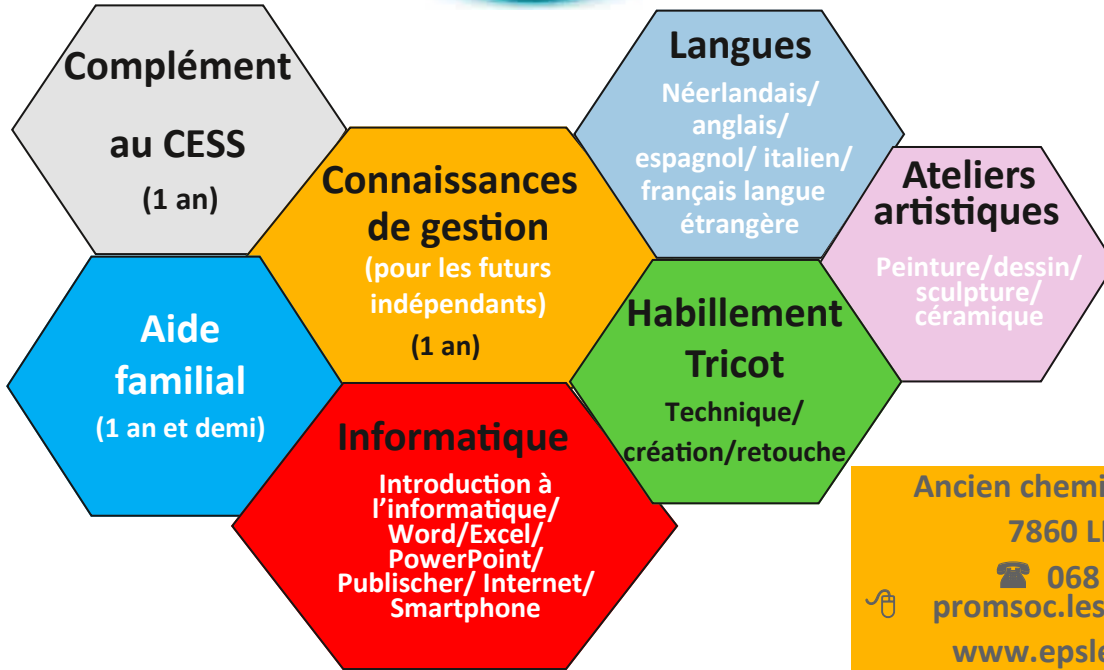 Complément
au CESS
(1 an)
Langues
Néerlandais/
anglais/
espagnol/ italien/
français langue
étrangère
Connaissances
de gestion
(pour les futurs
indépendants)
(1 an)
Ateliers
artistiques
Peinture/dessin/
sculpture/
céramique
Aide
familial
(1 an et demi)
Habillement
Tricot
Technique/
création/retouche
Informatique
Introduction à
l'informatique/
Word/Excel/
PowerPoint/
Publischer/ Internet/
Smartphone
Ancien
7860
068
promsoc.les
www.epsle